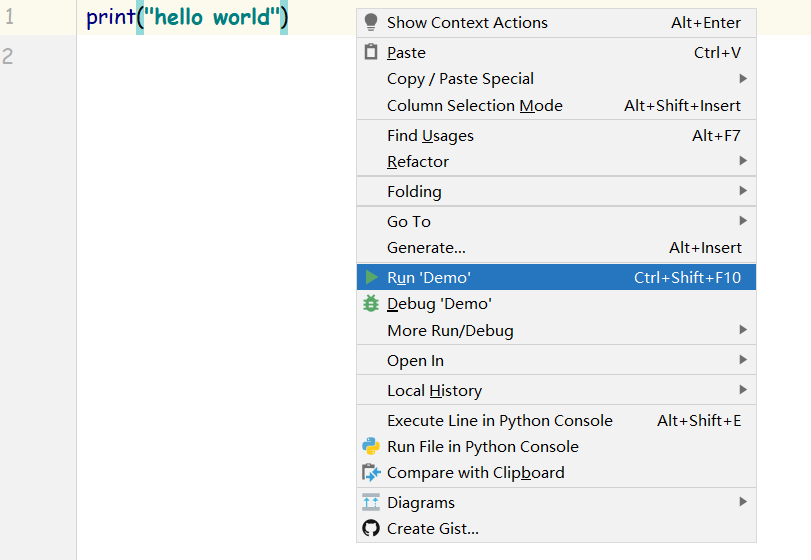 1 print("hello world")
2
Show Context Actions Alt+Enter
Paste Ctrl+V
Copy / Paste Special
Column Selection Mode Alt+Shift+Insert
Find Usages Alt+F7
Refactor
Folding
Go To
Generate... Alt+Insert
Run 'Demo' Ctrl+Shift+F10
Debug 'Demo'
More Run/Debug
Open In
Local History
Execute Line in Python Console Alt+Shift+E
Run File in Python Console
Compare with Clipboard
Diagrams
Create Gist...